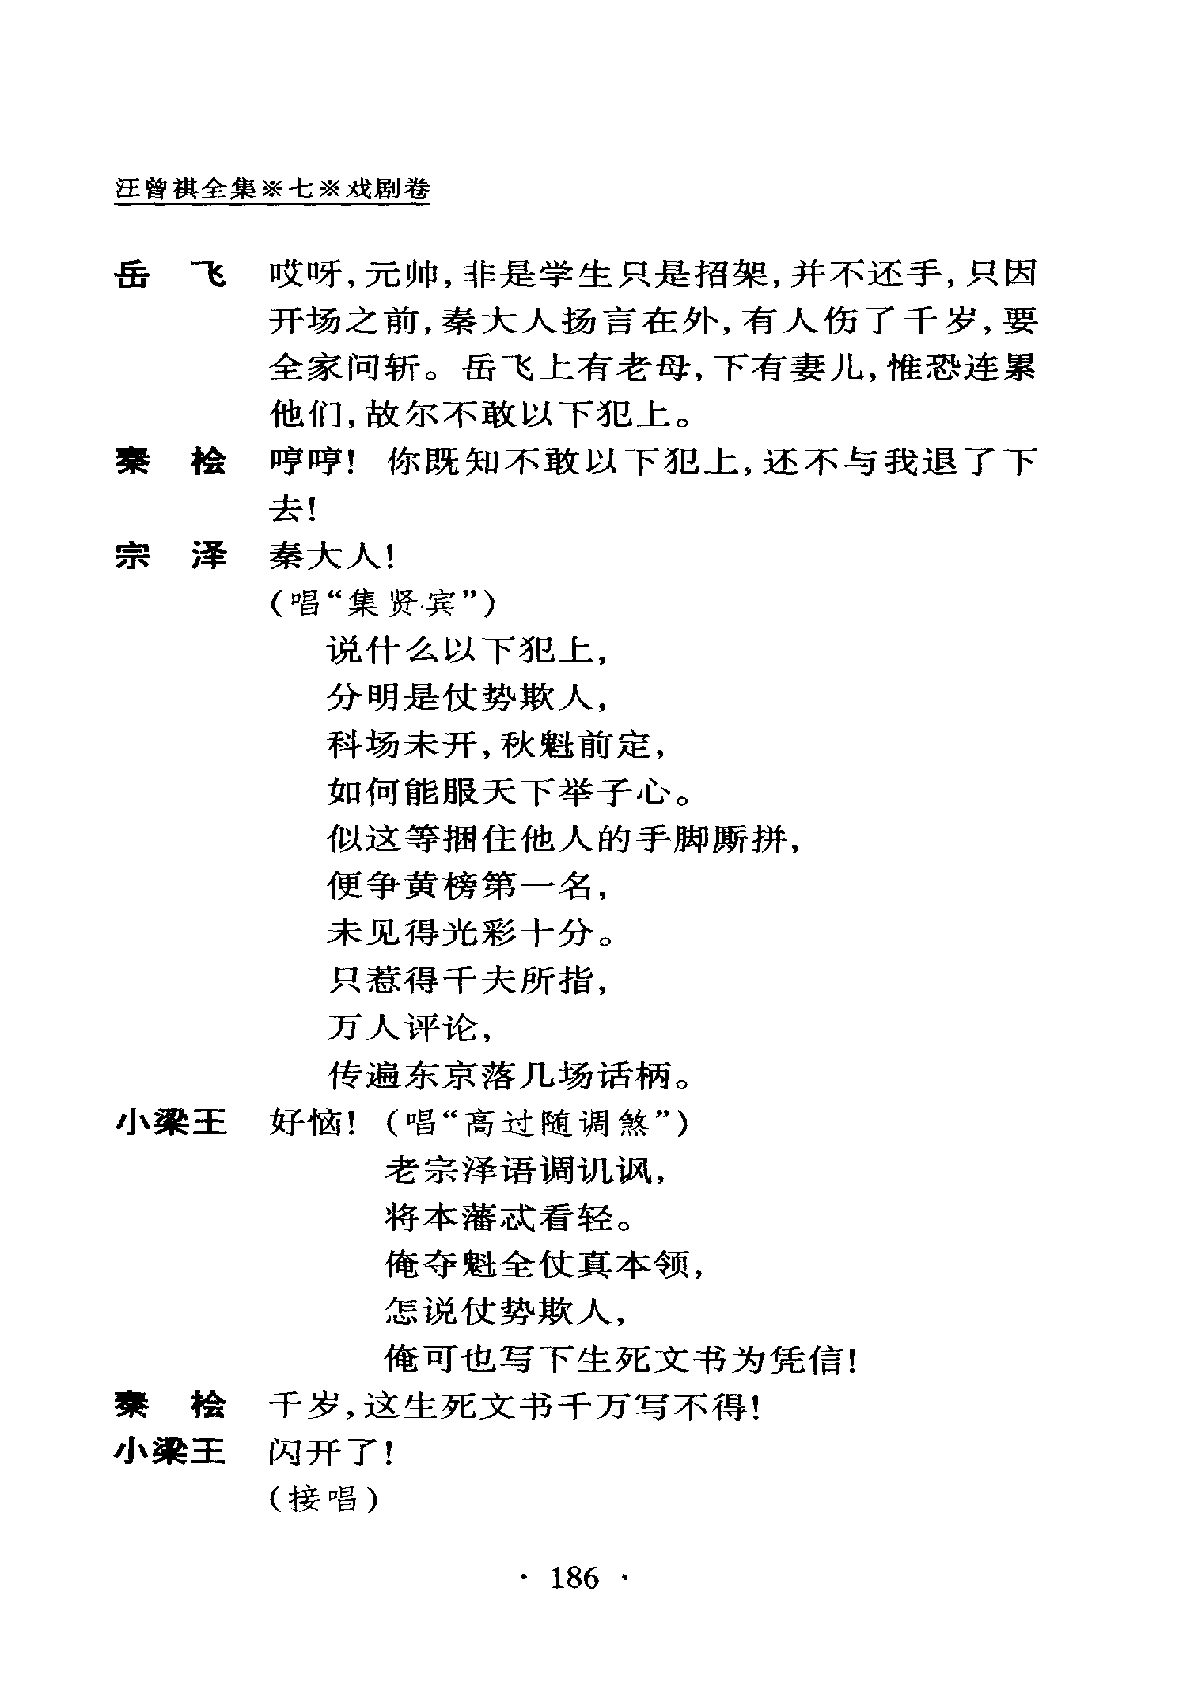 汪曾祺全集※七※戏剧卷
岳　飞　哎呀,元帅,非是学生只是招架,并不还手,只因
开场之前,秦大人扬言在外,有人伤了千岁,要
全家问斩。岳飞上有老母,下有妻儿,惟恐连累
他们,故尔不敢以下犯上。
秦　桧　哼哼! 你既知不敢以下犯上,还不与我退了下
去!
宗　泽　秦大人!
(唱“集贤宾”)
说什么以下犯上,
分明是仗势欺人,
科场未开,秋魁前定,
如何能服天下举子心。
似这等捆住他人的手脚厮拼,
便争黄榜第一名,
未见得光彩十分。
只惹得千夫所指,
万人评论,
传遍东京落几场话柄。
小梁王　好恼! (唱“高过随调煞”)
老宗泽语调讥讽,
将本藩忒看轻。
俺夺魁全仗真本领,
怎说仗势欺人,
俺可也写下生死文书为凭信!
秦　桧　千岁,这生死文书千万写不得!
小梁王　闪开了!
(接唱)
· 186 ·